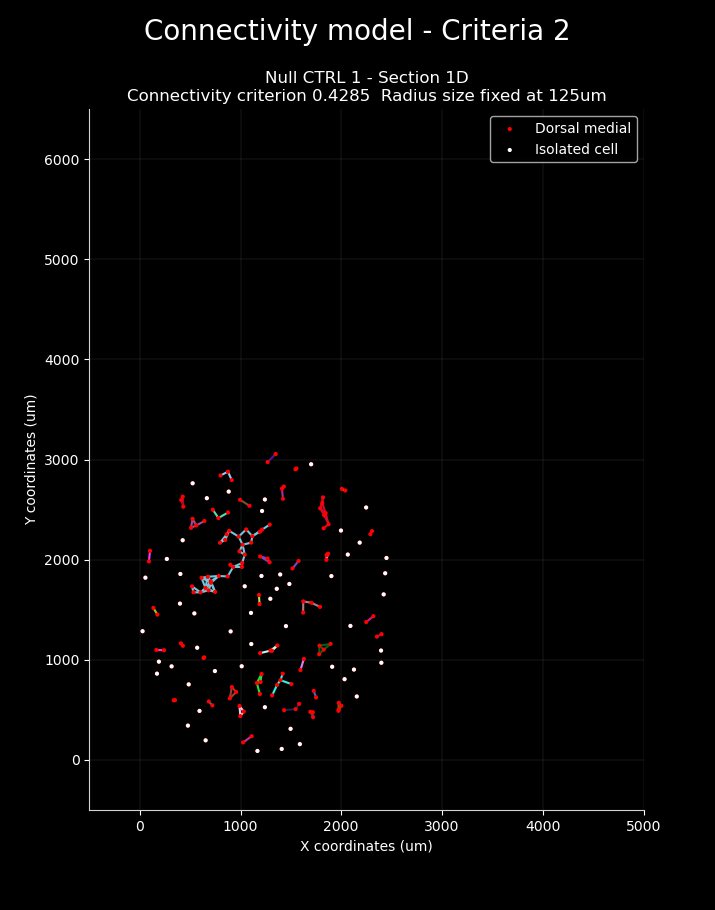 Connectivity model - Criteria 2
Null CTRL 1 - Section 1D
Connectivity criterion 0.4285  Radius size fixed at 125um
Dorsal medial
Isolated cell
6000
5000
4000
3000
2000
1000
0
Y coordinates (um)
0 1000 2000 3000 4000 5000
X coordinates (um)